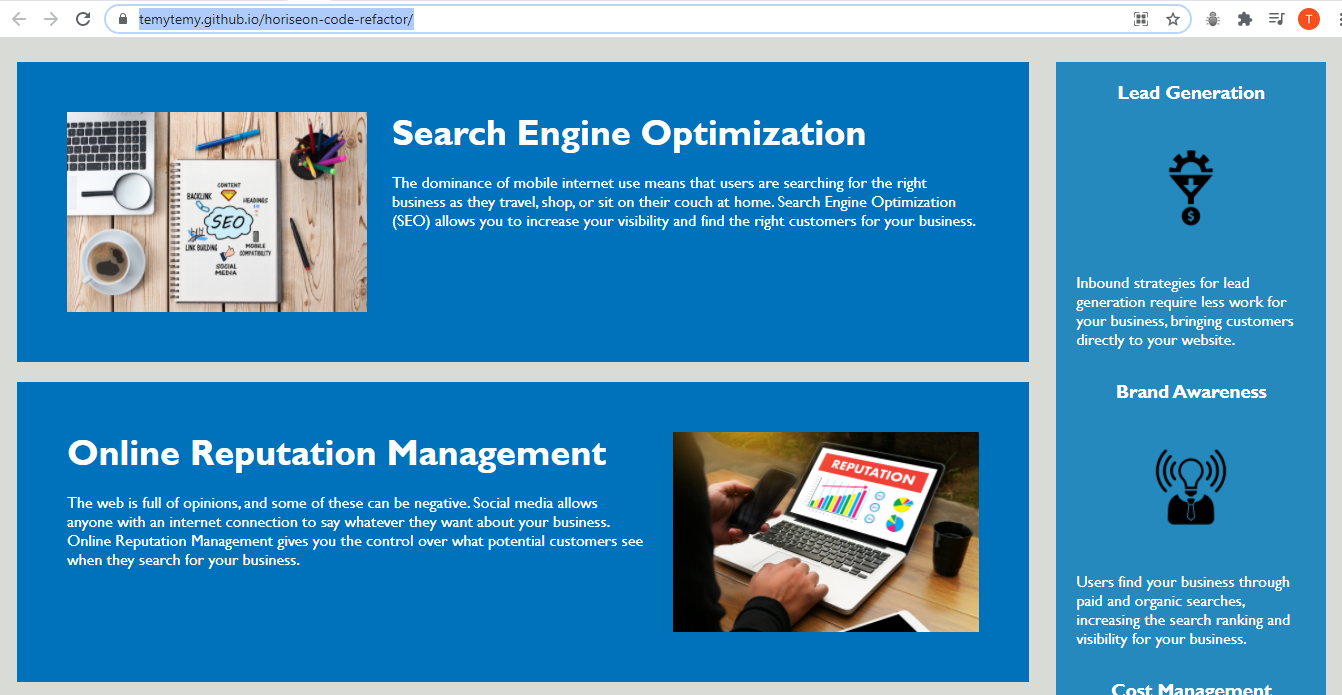 temytemy.github.io/horiseon-code-refactor/
T
Search Engine Optimization
The dominance of mobile internet use means that users are searching for the right
business as they travel, shop, or sit on their couch at home. Search Engine Optimization
(SEO) allows you to increase your visibility and find the right customers for your business.
CONTENT
BACKLINK
HEADINGS
SEO
LINK BUILDING
MOBILE
COMPATIBILITY
SOCIAL
MEDIA
Online Reputation Management
The web is full of opinions, and some of these can be negative. Social media allows
anyone with an internet connection to say whatever they want about your business.
Online Reputation Management gives you the control over what potential customers see
when they search for your business.
REPUTATION
Lead Generation
$
Inbound strategies for lead
generation require less work for
your business, bringing customers
directly to your website.
Brand Awareness
Users find your business through
paid and organic searches,
increasing the search ranking and
visibility for your business.
Cost Management